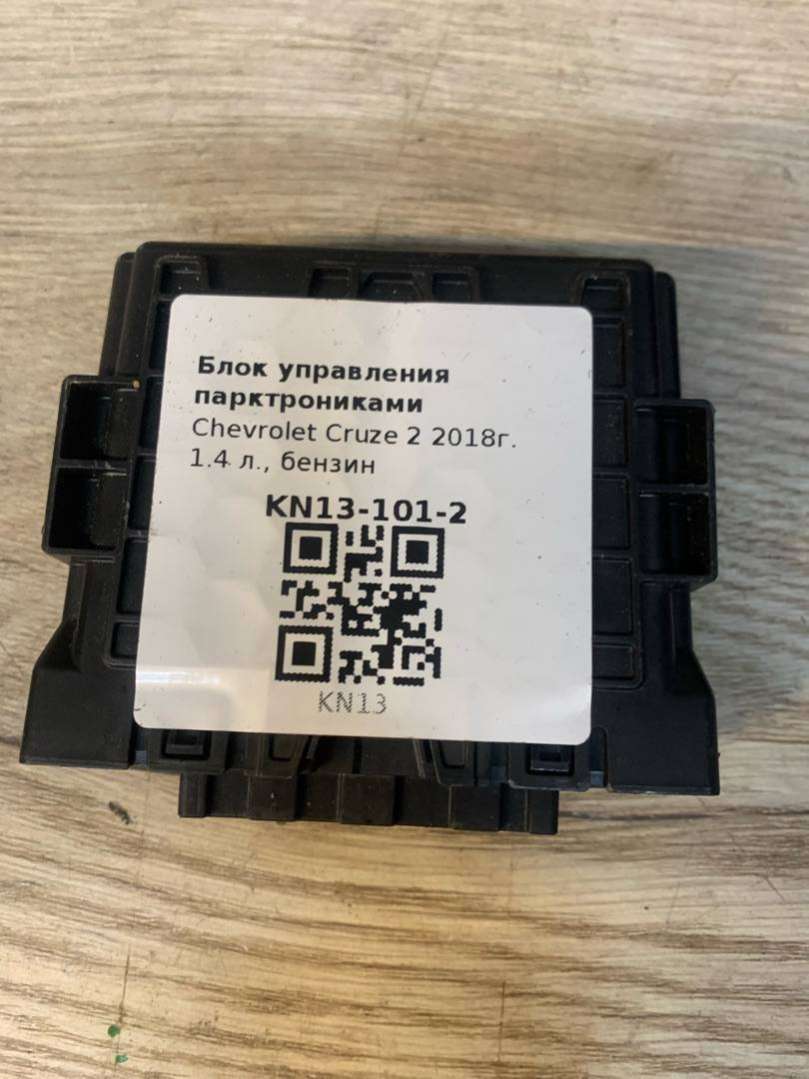 Блок управления
парктрониками
Chevrolet Cruze 2 2018г.
1.4 л., бензин
KN13-101-2
KN13